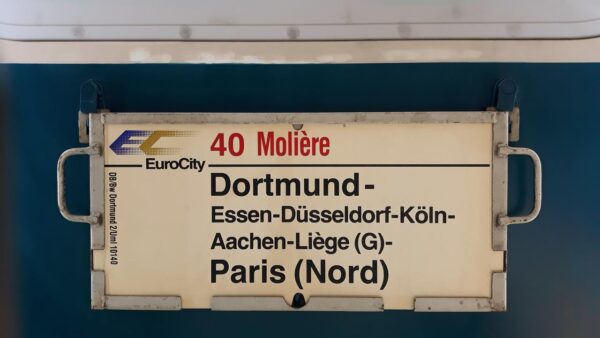 EC
EuroCity
40 Molière
Dortmund-
Essen-Düsseldorf-Köln-
Aachen-Liège (G)-
Paris (Nord)